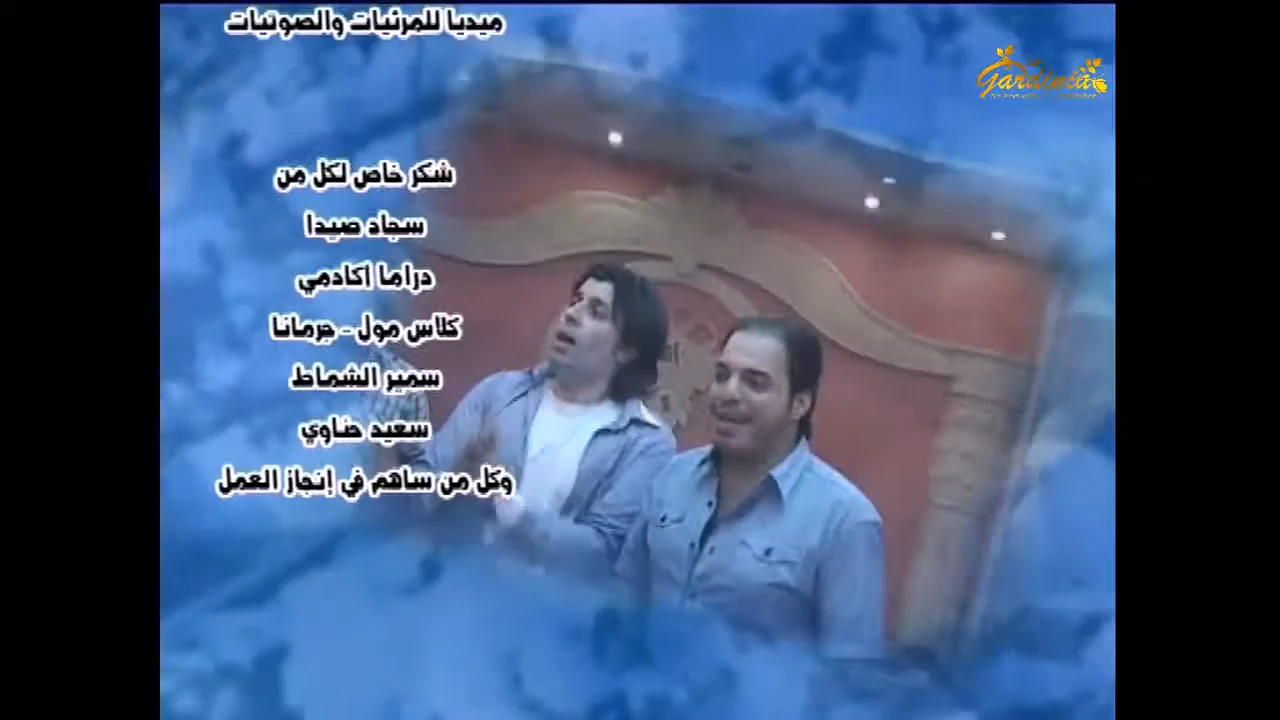 ميديا للمرئيات والصوتيات
Gardinia
شكر خاص لكل من
سجاد صيدا
دراما اكادمي
كلاس مول - جرمانا
سمير الشماط
سعيد حناوي
وكل من ساهم في إنجاز العمل